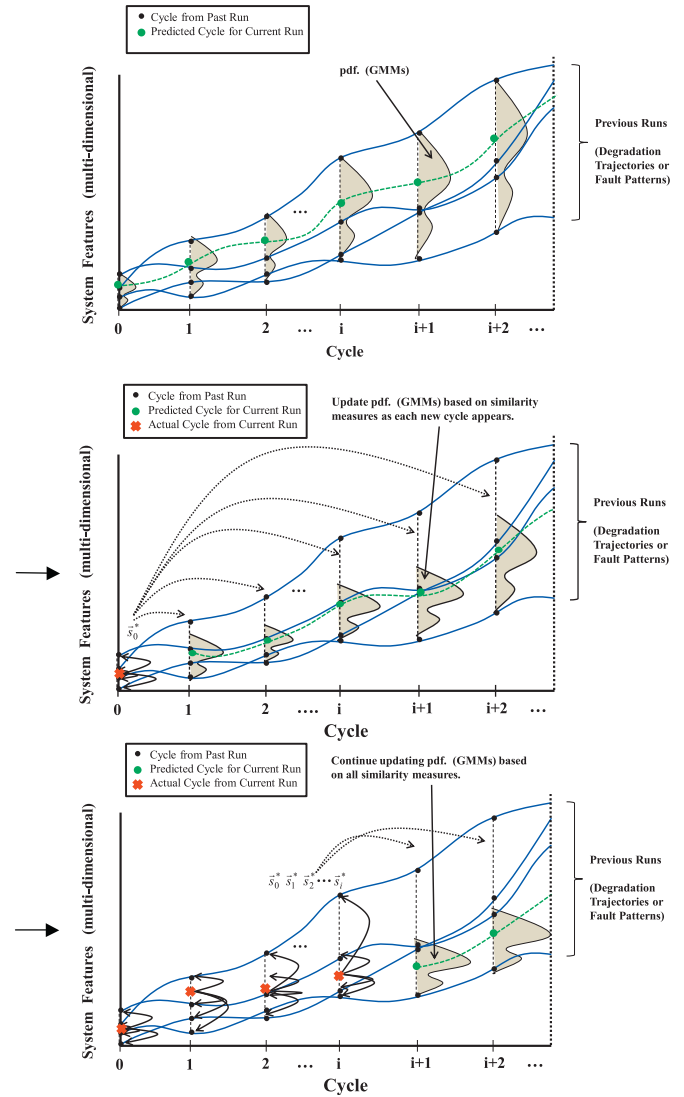 Cycle from Past Run
Predicted Cycle for Current Run
pdf. (GMMs)
Previous Runs
(Degradation
Trajectories or
Fault Patterns)
System Features (multi-dimensional)
...
0 1 2 ... i i+1 i+2 ...
Cycle
Cycle from Past Run
Predicted Cycle for Current Run
Actual Cycle from Current Run
Update pdf. (GMMs) based on similarity
measures as each new cycle appears.
Previous Runs
(Degradation
Trajectories or
Fault Patterns)
System Features (multi-dimensional)
...
s⃗₀*
0 1 2 .... i i+1 i+2 ...
Cycle
Cycle from Past Run
Predicted Cycle for Current Run
Actual Cycle from Current Run
Continue updating pdf. (GMMs) based
on all similarity measures.
Previous Runs
(Degradation
Trajectories or
Fault Patterns)
System Features (multi-dimensional)
s⃗₀* s⃗₁* s⃗₂* ... s⃗ᵢ*
...
0 1 2 ... i i+1 i+2 ...
Cycle